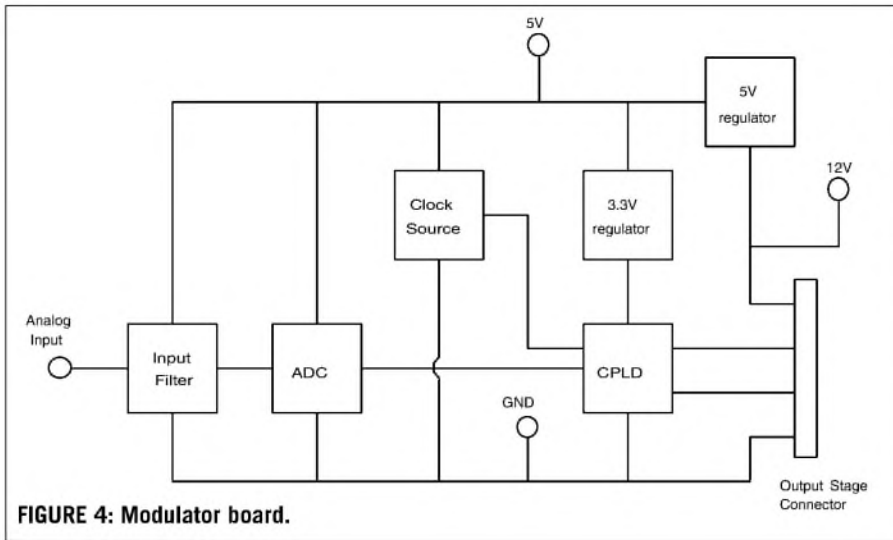 5V
5V
regulator
12V
Clock
Source
3.3V
regulator
Analog
Input
Input
Filter
ADC
CPLD
GND
Output Stage
Connector
FIGURE 4: Modulator board.